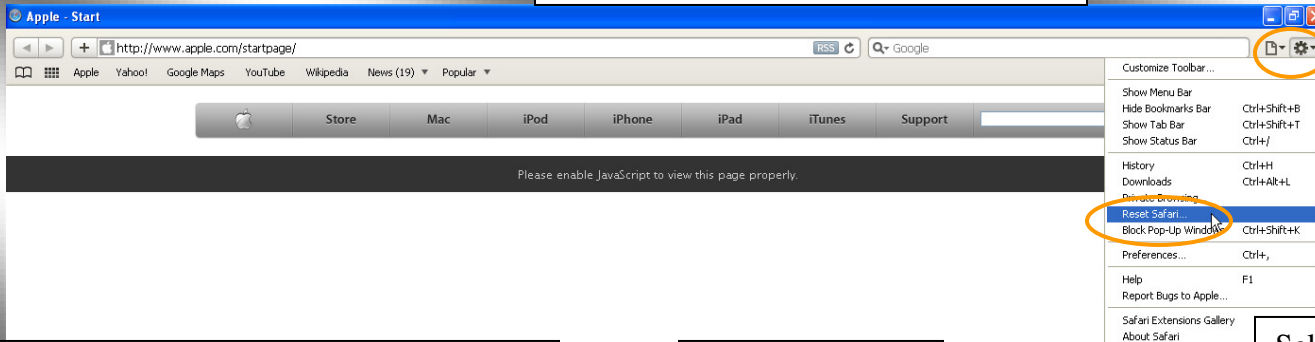 Apple - Start
http://www.apple.com/startpage/ RSS Google
Apple Yahoo! Google Maps YouTube Wikipedia News (19) Popular
Store Mac iPod iPhone iPad iTunes Support
Please enable JavaScript to view this page properly.
Customize Toolbar...
Show Menu Bar
Hide Bookmarks Bar Ctrl+Shift+B
Show Tab Bar Ctrl+Shift+T
Show Status Bar Ctrl+/
History Ctrl+H
Downloads Ctrl+Alt+L
Private Browsing...
Reset Safari...
Block Pop-Up Windows Ctrl+Shift+K
Preferences... Ctrl+,
Help F1
Report Bugs to Apple...
Safari Extensions Gallery
About Safari